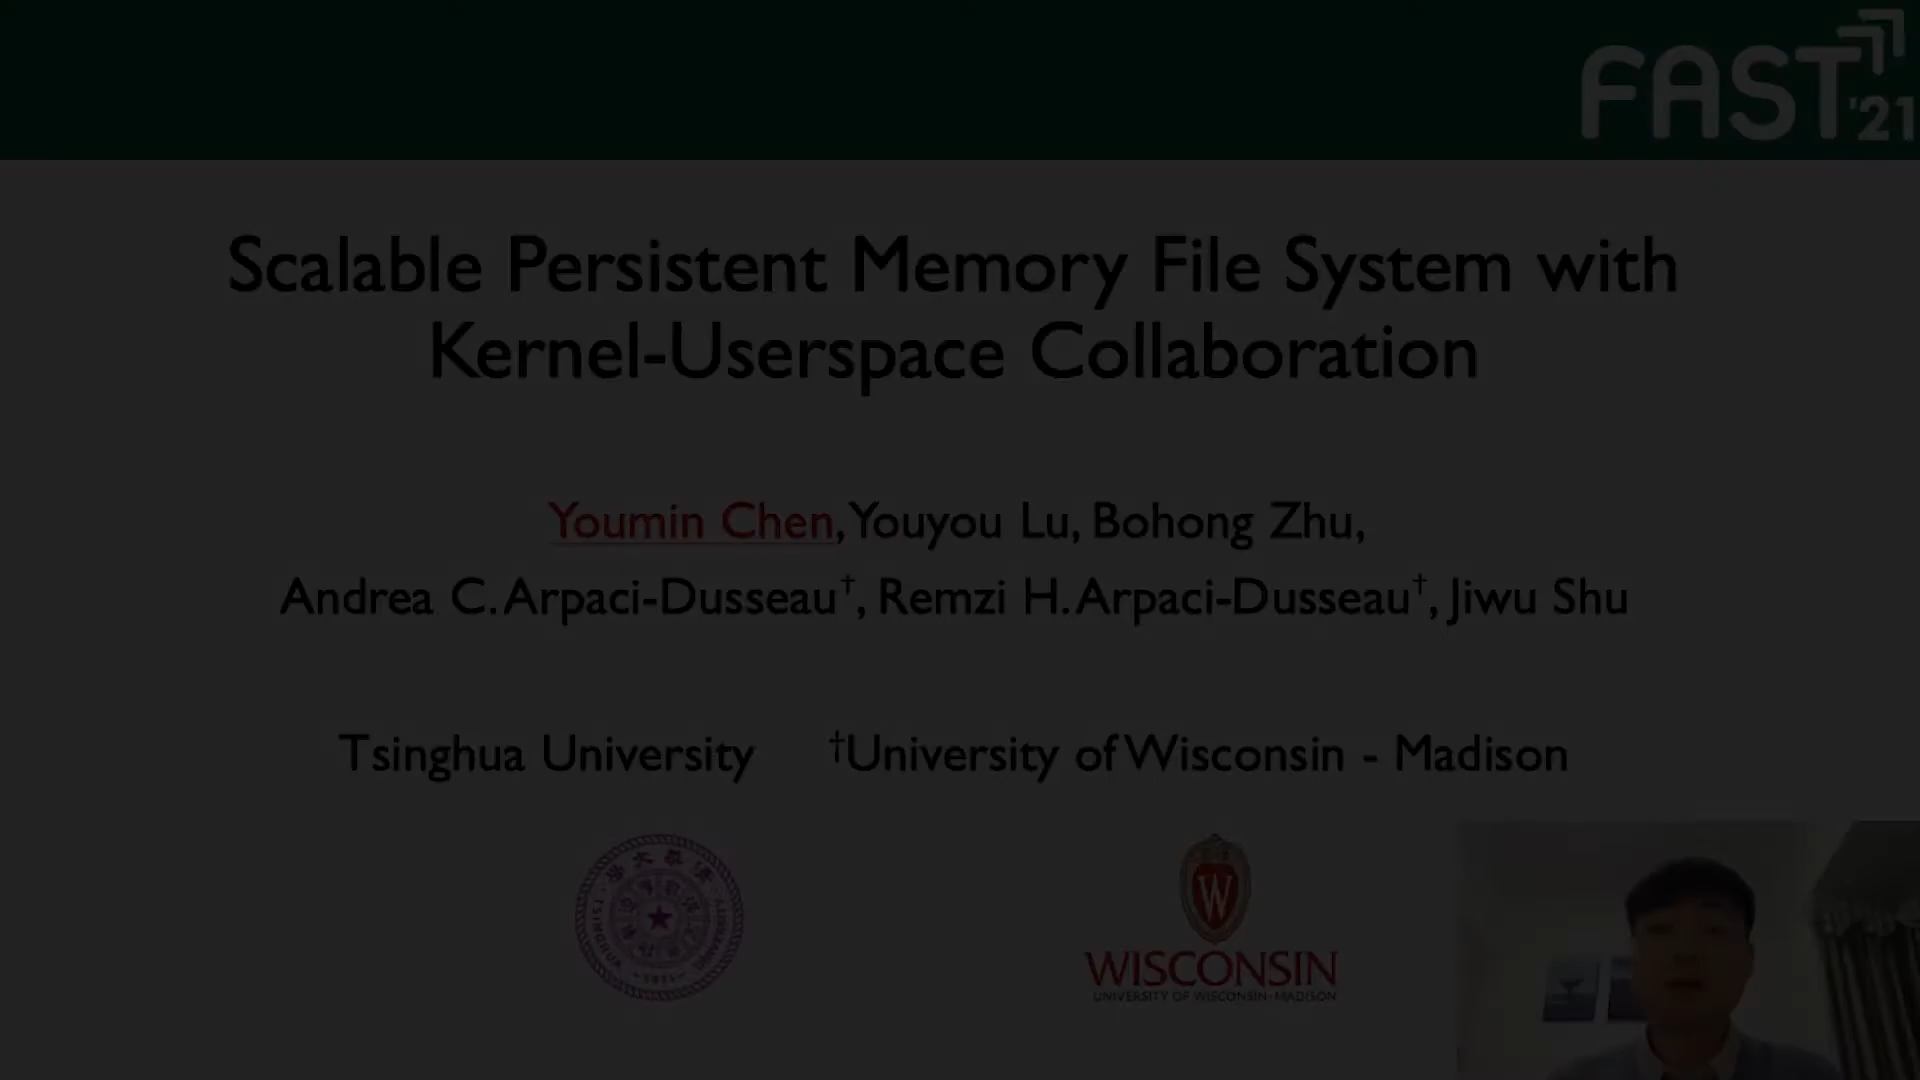 FAST '21
Scalable Persistent Memory File System with
Kernel-Userspace Collaboration
Youmin Chen, Youyou Lu, Bohong Zhu,
Andrea C. Arpaci-Dusseau†, Remzi H. Arpaci-Dusseau†, Jiwu Shu
Tsinghua University †University of Wisconsin - Madison
TSINGHUA
W
WISCONSIN
UNIVERSITY OF WISCONSIN-MADISON